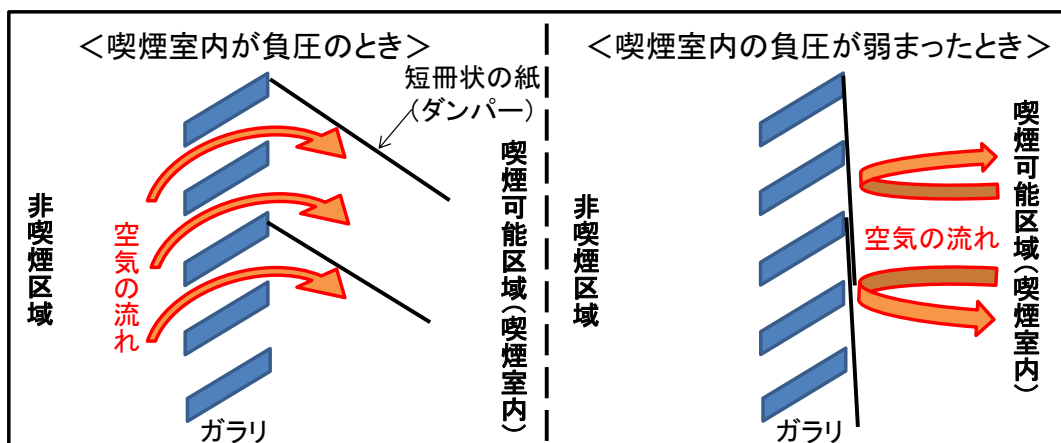 <喫煙室内が負圧のとき>
短冊状の紙
(ダンパー)
非喫煙区域
空気の流れ
喫煙可能区域(喫煙室内)
ガラリ
<喫煙室内の負圧が弱まったとき>
非喫煙区域
空気の流れ
喫煙可能区域(喫煙室内)
ガラリ